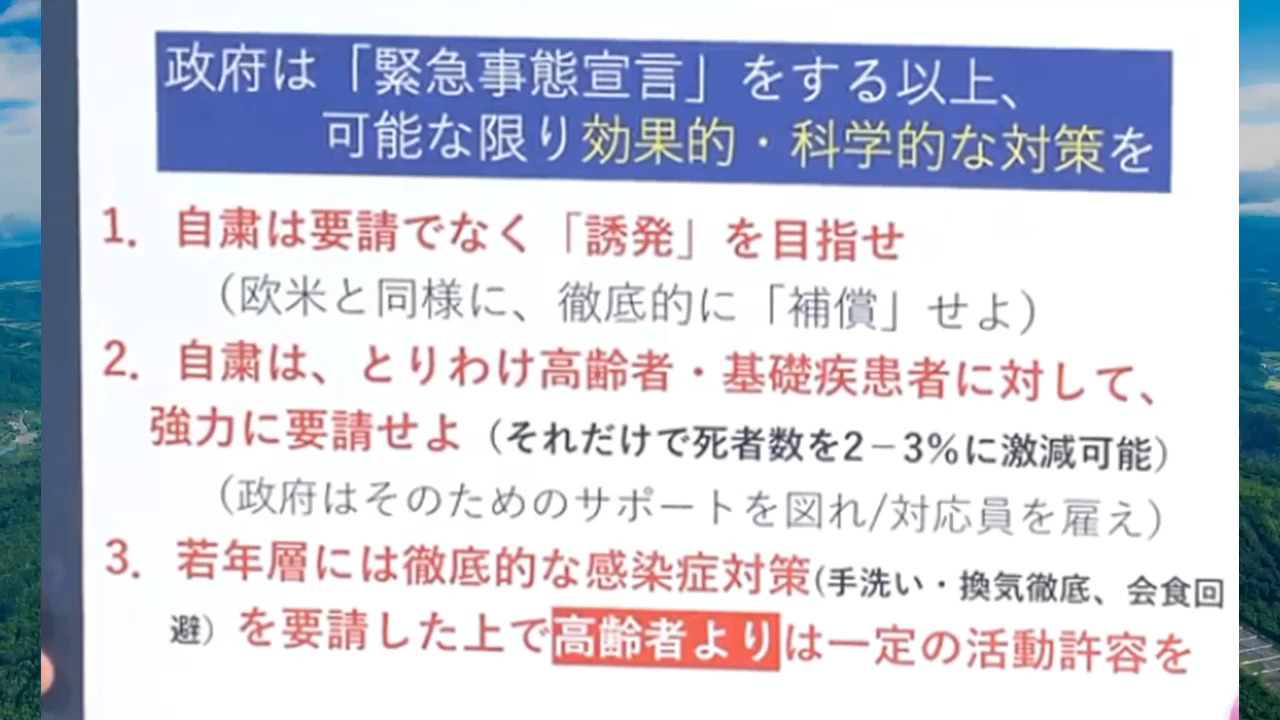 政府は「緊急事態宣言」をする以上、
可能な限り効果的・科学的な対策を
1. 自粛は要請でなく「誘発」を目指せ
（欧米と同様に、徹底的に「補償」せよ）
2. 自粛は、とりわけ高齢者・基礎疾患者に対して、
強力に要請せよ（それだけで死者数を2－3％に激減可能）
（政府はそのためのサポートを図れ/対応員を雇え）
3. 若年層には徹底的な感染症対策(手洗い・換気徹底、会食回
避）を要請した上で高齢者よりは一定の活動許容を